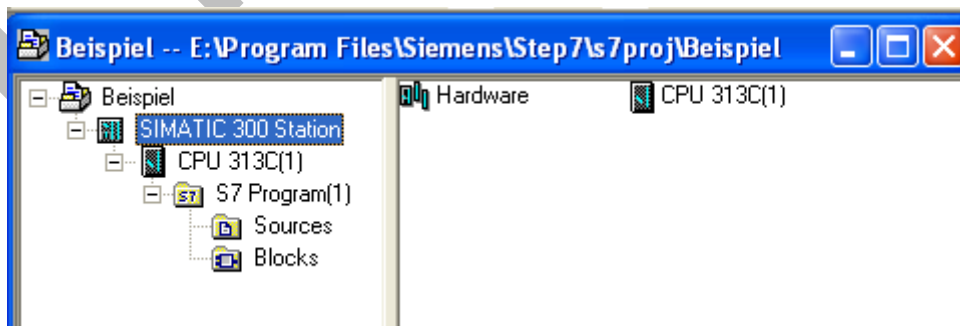 Beispiel -- E:\Program Files\Siemens\Step7\s7proj\Beispiel
Beispiel
SIMATIC 300 Station
CPU 313C(1)
S7 Program(1)
Sources
Blocks
Hardware
CPU 313C(1)